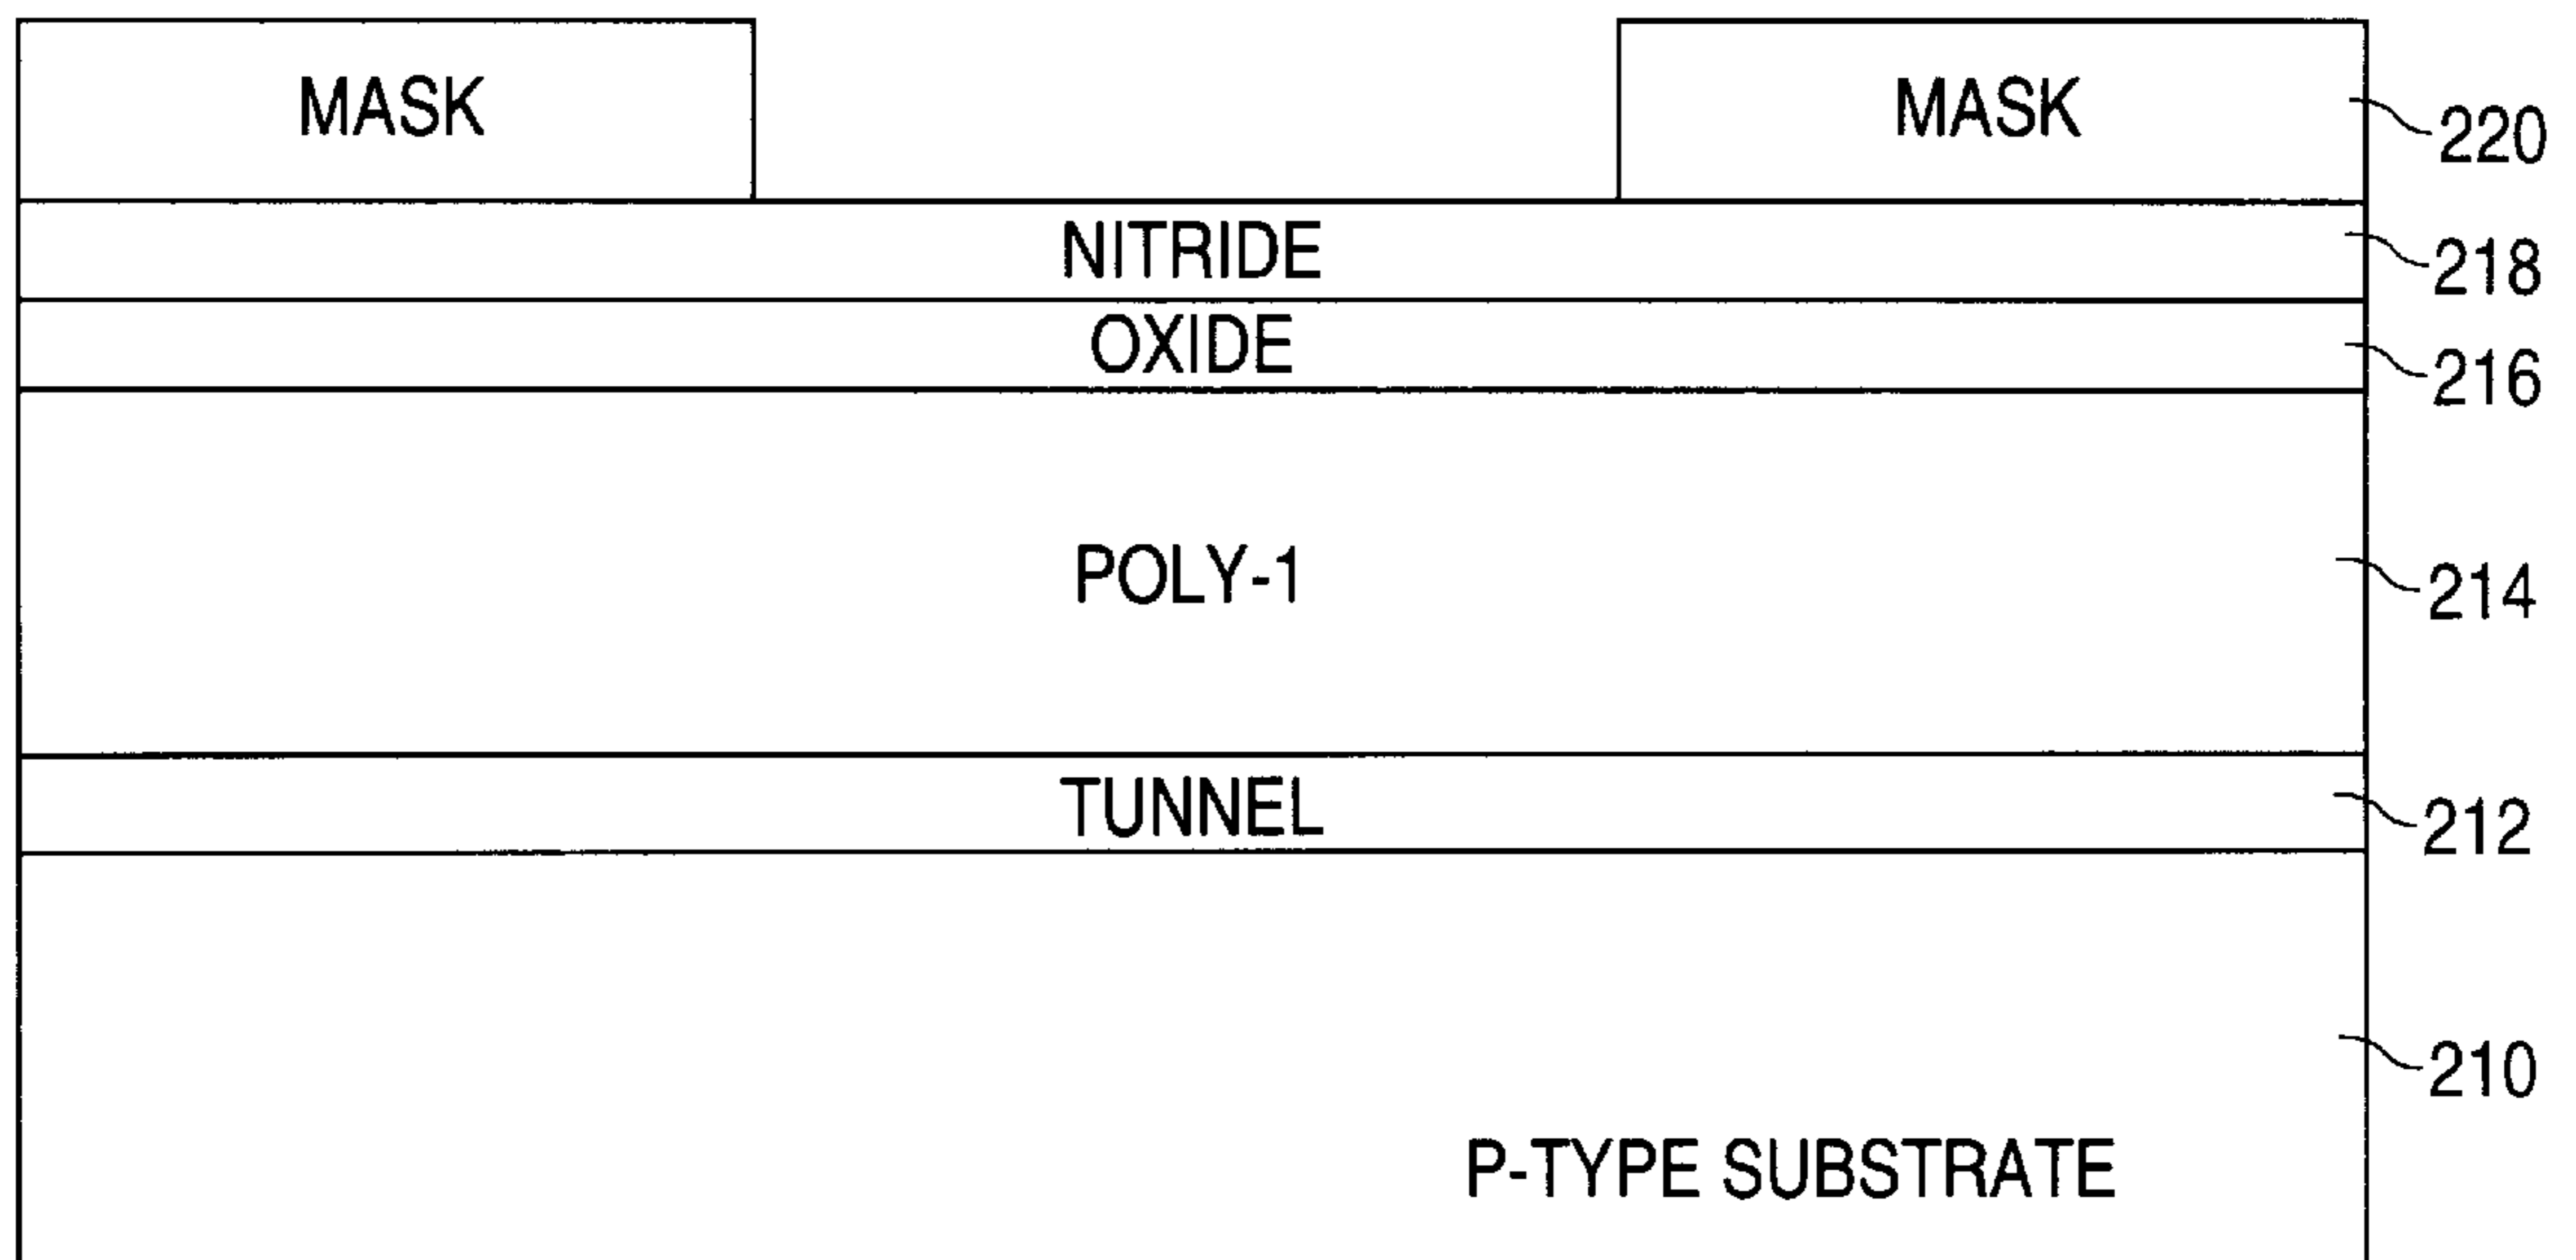 MASK MASK 220
NITRIDE 218
OXIDE 216
POLY-1 214
TUNNEL 212
210
P-TYPE SUBSTRATE